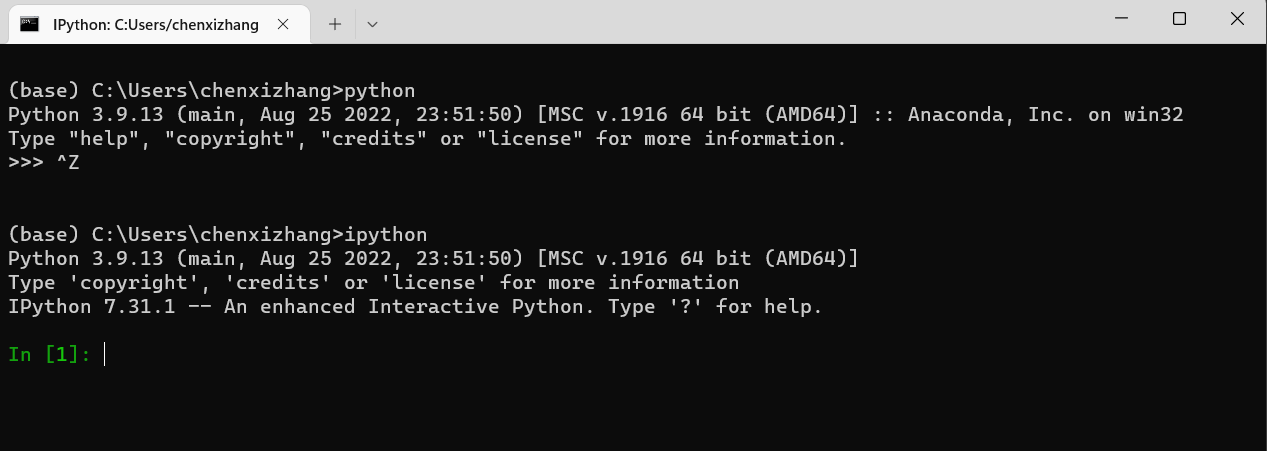 IPython: C:Users/chenxizhang
(base) C:\Users\chenxizhang>python
Python 3.9.13 (main, Aug 25 2022, 23:51:50) [MSC v.1916 64 bit (AMD64)] :: Anaconda, Inc. on win32
Type "help", "copyright", "credits" or "license" for more information.
>>> ^Z
(base) C:\Users\chenxizhang>ipython
Python 3.9.13 (main, Aug 25 2022, 23:51:50) [MSC v.1916 64 bit (AMD64)]
Type 'copyright', 'credits' or 'license' for more information
IPython 7.31.1 -- An enhanced Interactive Python. Type '?' for help.
In [1]: